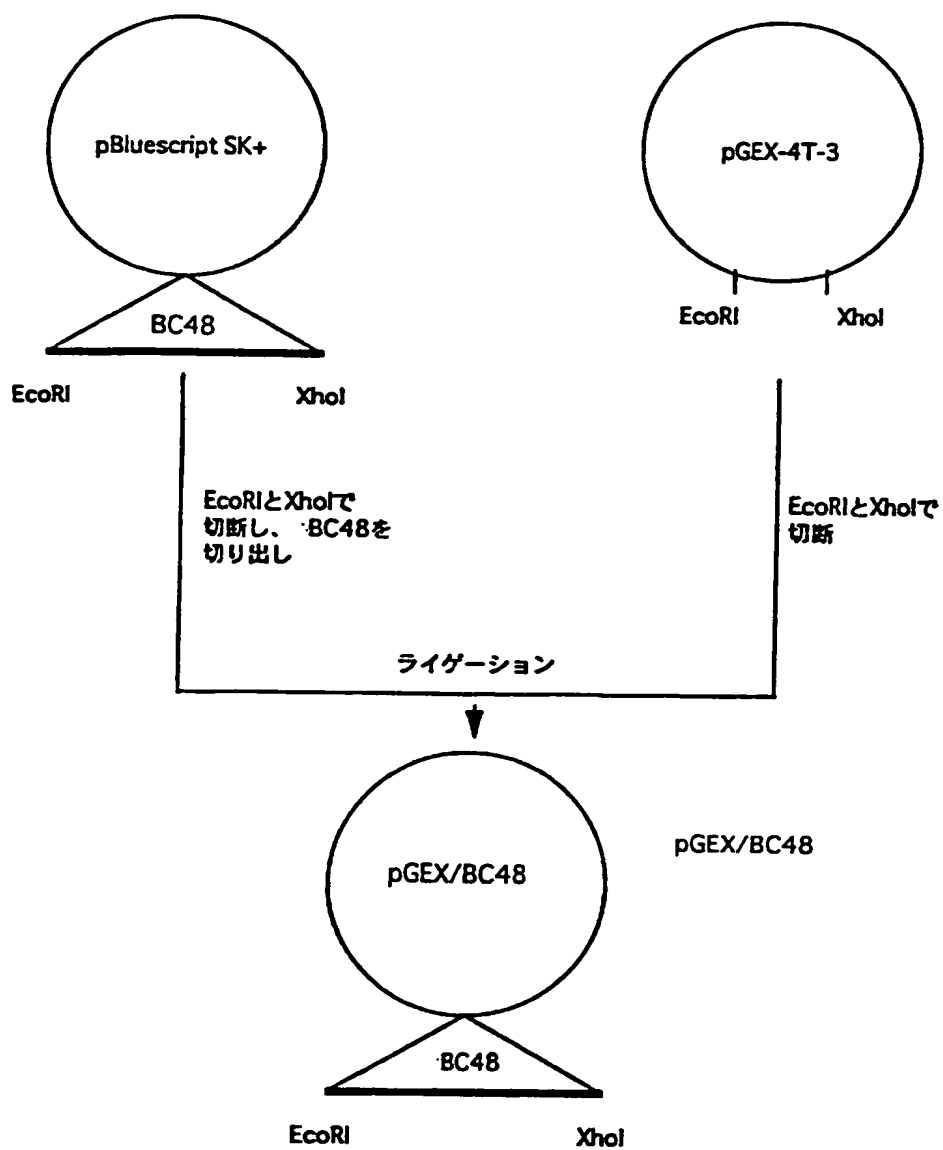 pBluescript SK+
pGEX-4T-3
BC48
EcoRI
XhoI
EcoRI
XhoI
EcoRIとXhoIで
切断し、 BC48を
切り出し
EcoRIとXhoIで
切断
ライゲーション
pGEX/BC48
pGEX/BC48
BC48
EcoRI
XhoI